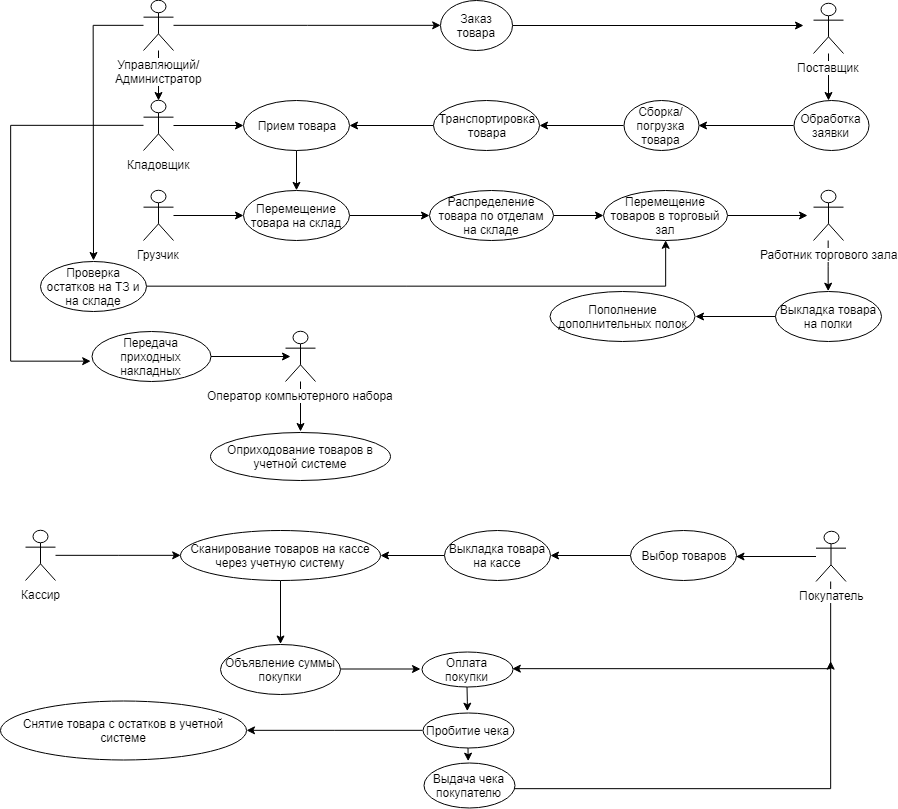 Заказ
товара
Управляющий/
Администратор
Поставщик
Прием товара
Транспортировка
товара
Сборка/
погрузка
товара
Обработка
заявки
Кладовщик
Перемещение
товара на склад
Распределение
товара по отделам
на складе
Перемещение
товаров в торговый
зал
Грузчик
Работник торгового зала
Проверка
остатков на ТЗ и
на складе
Пополнение
дополнительных полок
Выкладка товара
на полки
Передача
приходных
накладных
Оператор компьютерного набора
Оприходование товаров в
учетной системе
Сканирование товаров на кассе
через учетную систему
Выкладка товара
на кассе
Выбор товаров
Кассир
Покупатель
Объявление суммы
покупки
Оплата
покупки
Снятие товара с остатков в учетной
системе
Пробитие чека
Выдача чека
покупателю